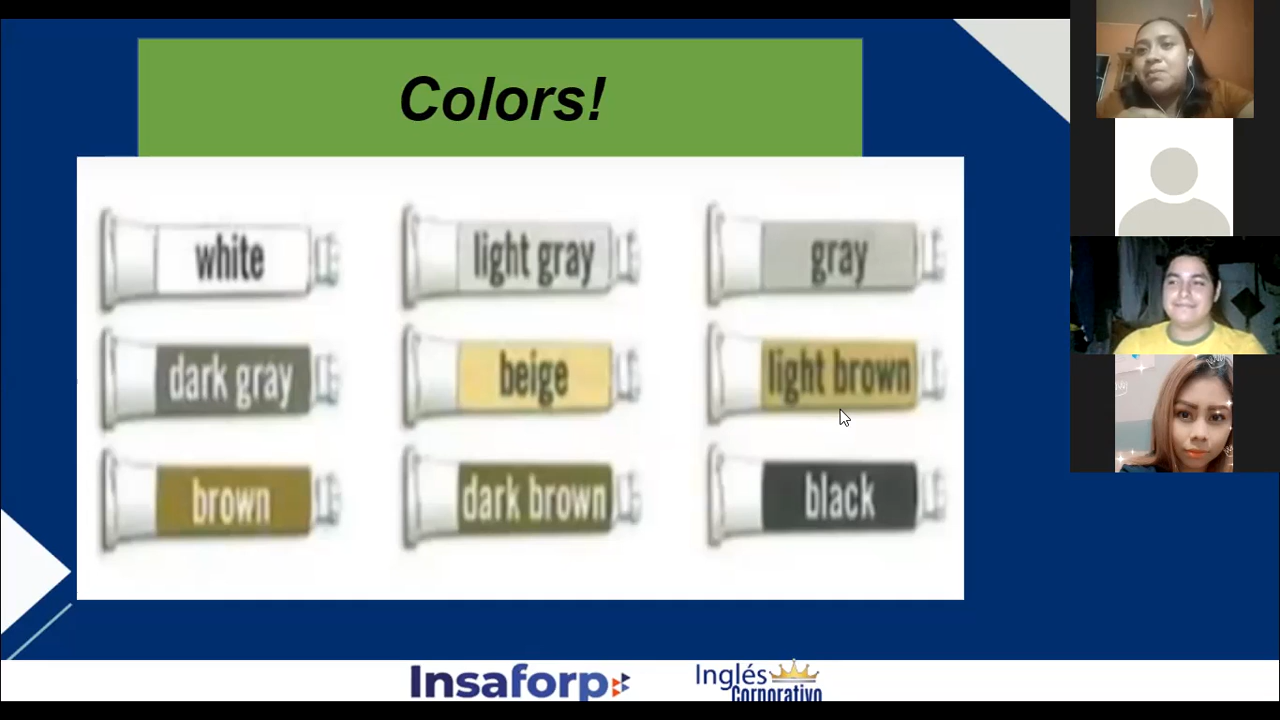 Colors!
white
light gray
gray
dark gray
beige
light brown
brown
dark brown
black
Insaforp
Inglés
Corporativo